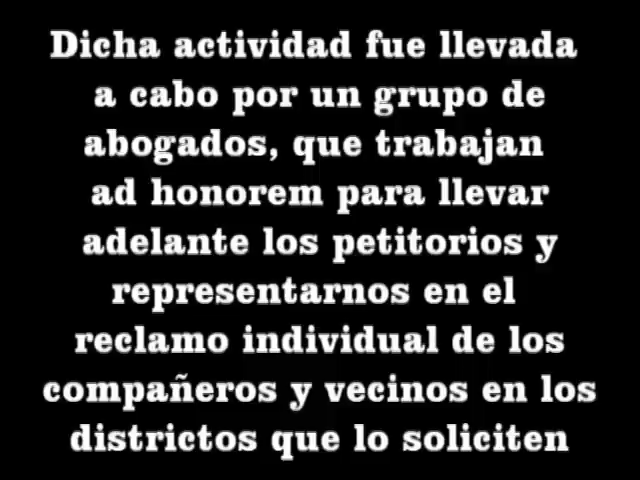 Dicha actividad fue llevada
a cabo por un grupo de
abogados, que trabajan
ad honorem para llevar
adelante los petitorios y
representarnos en el
reclamo individual de los
compañeros y vecinos en los
districtos que lo soliciten